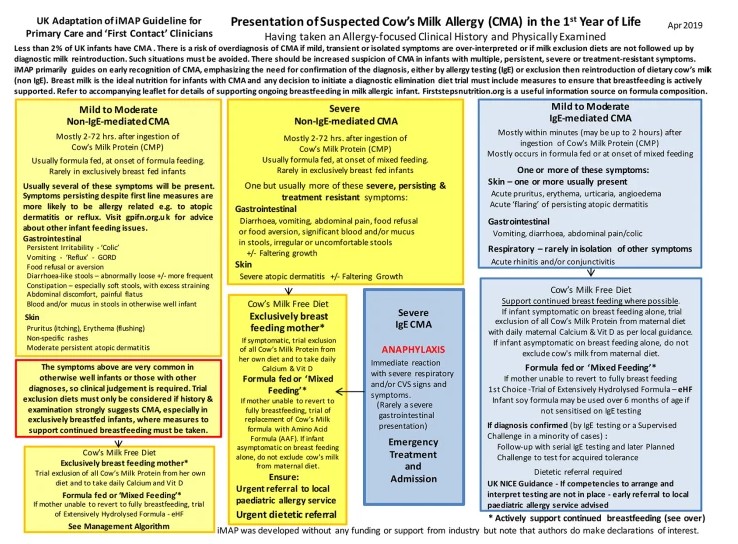 UK Adaptation of iMAP Guideline for
Primary Care and 'First Contact' Clinicians
Presentation of Suspected Cow's Milk Allergy (CMA) in the 1st Year of Life
Having taken an Allergy-focused Clinical History and Physically Examined
Apr 2019
Less than 2% of UK infants have CMA . There is a risk of overdiagnosis of CMA if mild, transient or isolated symptoms are over-interpreted or if milk exclusion diets are not followed up by
diagnostic milk reintroduction. Such situations must be avoided. There should be increased suspicion of CMA in infants with multiple, persistent, severe or treatment-resistant symptoms.
iMAP primarily guides on early recognition of CMA, emphasizing the need for confirmation of the diagnosis, either by allergy testing (IgE) or exclusion then reintroduction of dietary cow's milk
(non IgE). Breast milk is the ideal nutrition for infants with CMA and any decision to initiate a diagnostic elimination diet trial must include measures to ensure that breastfeeding is actively
supported. Refer to accompanying leaflet for details of supporting ongoing breastfeeding in milk allergic infant. Firststepsnutrition.org is a useful information source on formula composition.
Mild to Moderate
Non-IgE-mediated CMA
Mostly 2-72 hrs. after ingestion of
Cow's Milk Protein (CMP)
Usually formula fed, at onset of formula feeding.
Rarely in exclusively breast fed infants
Usually several of these symptoms will be present.
Symptoms persisting despite first line measures are
more likely to be allergy related e.g. to atopic
dermatitis or reflux. Visit gpifn.org.uk for advice
about other infant feeding issues.
Gastrointestinal
Persistent Irritability - 'Colic'
Vomiting - 'Reflux' - GORD
Food refusal or aversion
Diarrhoea-like stools – abnormally loose +/- more frequent
Constipation – especially soft stools, with excess straining
Abdominal discomfort, painful flatus
Blood and/or mucus in stools in otherwise well infant
Skin
Pruritus (itching), Erythema (flushing)
Non-specific rashes
Moderate persistent atopic dermatitis
The symptoms above are very common in
otherwise well infants or those with other
diagnoses, so clinical judgement is required. Trial
exclusion diets must only be considered if history &
examination strongly suggests CMA, especially in
exclusively breastfed infants, where measures to
support continued breastfeeding must be taken.
Cow's Milk Free Diet
Exclusively breast feeding mother*
Trial exclusion of all Cow's Milk Protein from her own
diet and to take daily Calcium and Vit D
Formula fed or 'Mixed Feeding'*
If mother unable to revert to fully breastfeeding, trial
of Extensively Hydrolysed Formula - eHF
See Management Algorithm
Severe
Non-IgE-mediated CMA
Mostly 2-72 hrs. after ingestion of
Cow's Milk Protein (CMP)
Usually formula fed, at onset of mixed feeding.
Rarely in exclusively breast fed infants
One but usually more of these severe, persisting &
treatment resistant symptoms:
Gastrointestinal
Diarrhoea, vomiting, abdominal pain, food refusal
or food aversion, significant blood and/or mucus
in stools, irregular or uncomfortable stools
+/- Faltering growth
Skin
Severe atopic dermatitis +/- Faltering Growth
Cow's Milk Free Diet
Exclusively breast
feeding mother*
If symptomatic, trial exclusion
of all Cow's Milk Protein from
her own diet and to take daily
Calcium & Vit D
Formula fed or 'Mixed
Feeding'*
If mother unable to revert to
fully breastfeeding, trial of
replacement of Cow's Milk
formula with Amino Acid
Formula (AAF). If infant
asymptomatic on breast feeding
alone, do not exclude cow's milk
from maternal diet.
Ensure:
Urgent referral to local
paediatric allergy service
Urgent dietetic referral
Severe
IgE CMA
ANAPHYLAXIS
Immediate reaction
with severe respiratory
and/or CVS signs and
symptoms.
(Rarely a severe
gastrointestinal
presentation)
Emergency
Treatment
and
Admission
Mild to Moderate
IgE-mediated CMA
Mostly within minutes (may be up to 2 hours) after
ingestion of Cow's Milk Protein (CMP)
Mostly occurs in formula fed or at onset of mixed feeding
One or more of these symptoms:
Skin – one or more usually present
Acute pruritus, erythema, urticaria, angioedema
Acute 'flaring' of persisting atopic dermatitis
Gastrointestinal
Vomiting, diarrhoea, abdominal pain/colic
Respiratory – rarely in isolation of other symptoms
Acute rhinitis and/or conjunctivitis
Cow's Milk Free Diet
Support continued breast feeding where possible.
If infant symptomatic on breast feeding alone, trial
exclusion of all Cow's Milk Protein from maternal diet
with daily maternal Calcium & Vit D as per local guidance.
If infant asymptomatic on breast feeding alone, do not
exclude cow's milk from maternal diet.
Formula fed or 'Mixed Feeding'*
If mother unable to revert to fully breast feeding
1st Choice -Trial of Extensively Hydrolysed Formula – eHF
Infant soy formula may be used over 6 months of age if
not sensitised on IgE testing
If diagnosis confirmed (by IgE testing or a Supervised
Challenge in a minority of cases) :
Follow-up with serial IgE testing and later Planned
Challenge to test for acquired tolerance
Dietetic referral required
UK NICE Guidance - If competencies to arrange and
interpret testing are not in place - early referral to local
paediatric allergy service advised
* Actively support continued breastfeeding (see over)
iMAP was developed without any funding or support from industry but note that authors do make declarations of interest.